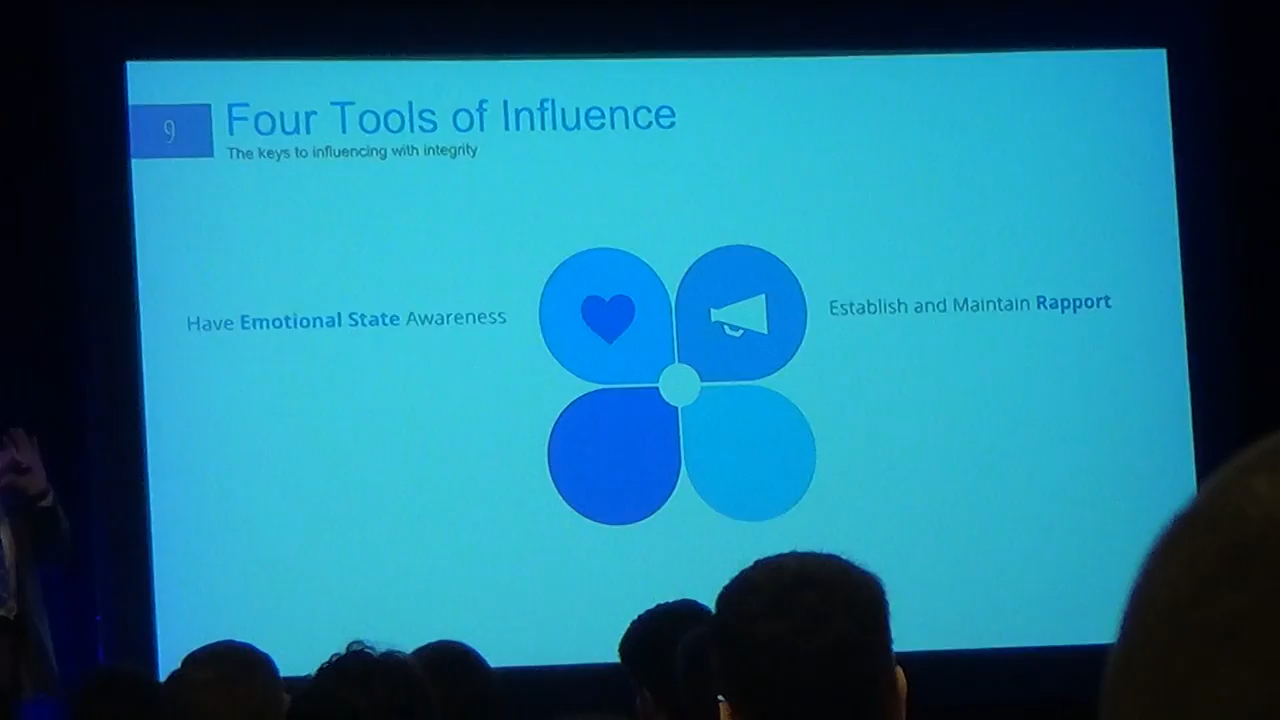 9
Four Tools of Influence
The keys to influencing with integrity
Have Emotional State Awareness
Establish and Maintain Rapport